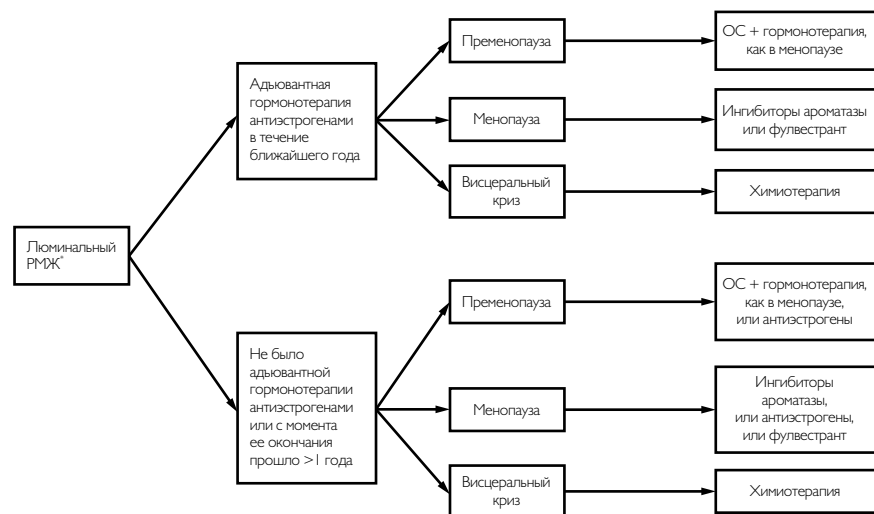 Люминальный
РМЖ*
Адъювантная
гормонотерапия
антиэстрогенами
в течение
ближайшего года
Пременопауза
ОС + гормонотерапия,
как в менопаузе
Менопауза
Ингибиторы ароматазы
или фулвестрант
Висцеральный
криз
Химиотерапия
Не было
адъювантной
гормонотерапии
антиэстрогенами
или с момента
ее окончания
прошло >1 года
Пременопауза
ОС + гормонотерапия,
как в менопаузе,
или антиэстрогены
Менопауза
Ингибиторы
ароматазы,
или антиэстрогены,
или фулвестрант
Висцеральный
криз
Химиотерапия